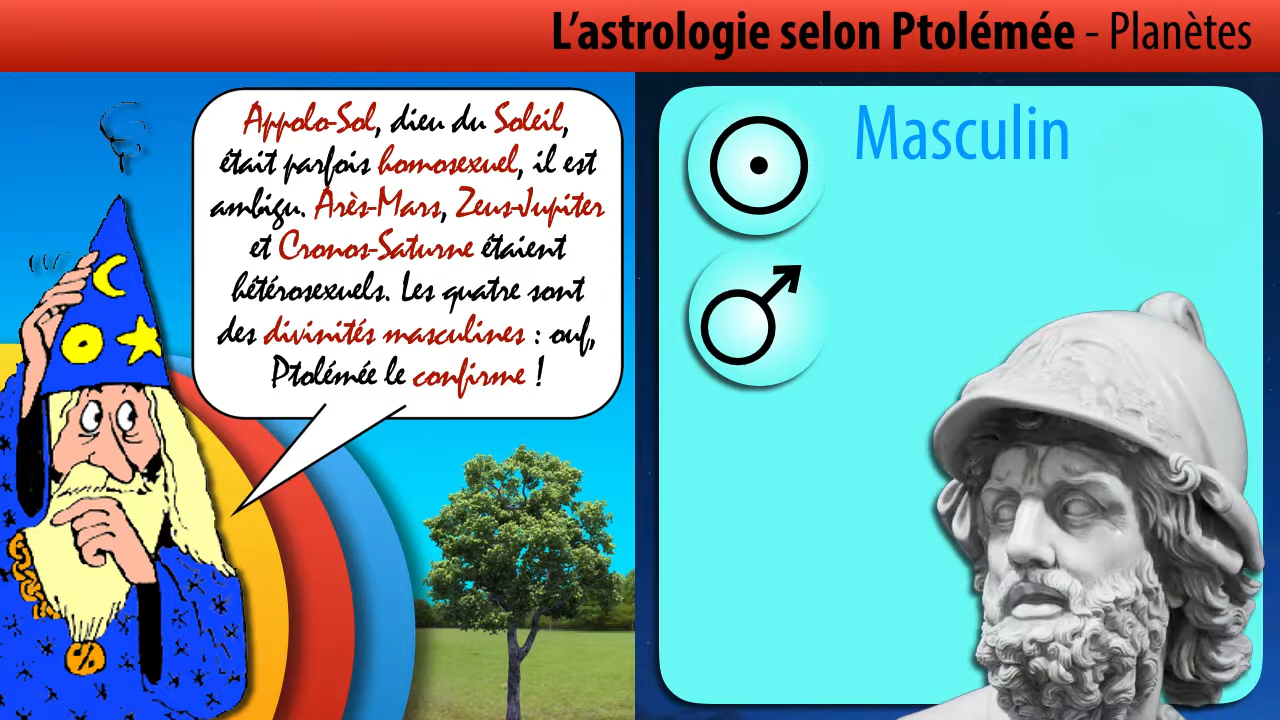 L’astrologie selon Ptolémée - Planètes
Appolo-Sol, dieu du Soleil,
était parfois homosexuel, il est
ambigu. Arès-Mars, Zeus-Jupiter
et Cronos-Saturne étaient
hétérosexuels. Les quatre sont
des divinités masculines : ouf,
Ptolémée le confirme !
Masculin